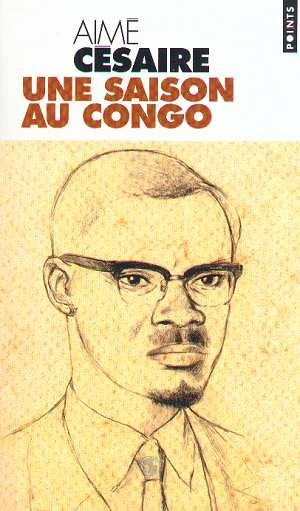 AIMÉ
CÉSAIRE
UNE SAISON
AU CONGO
POINTS